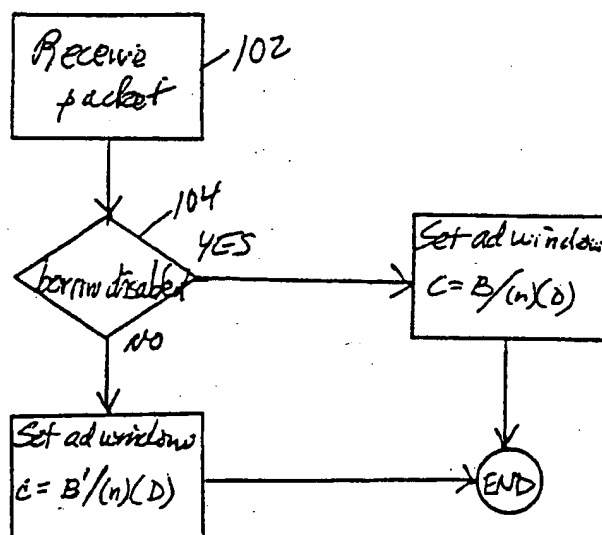 Receive
packet
102
104
YES
borrow disabled
NO
Set ad window
C = B/(n)(D)
Set ad window
C = B'/(n)(D)
END